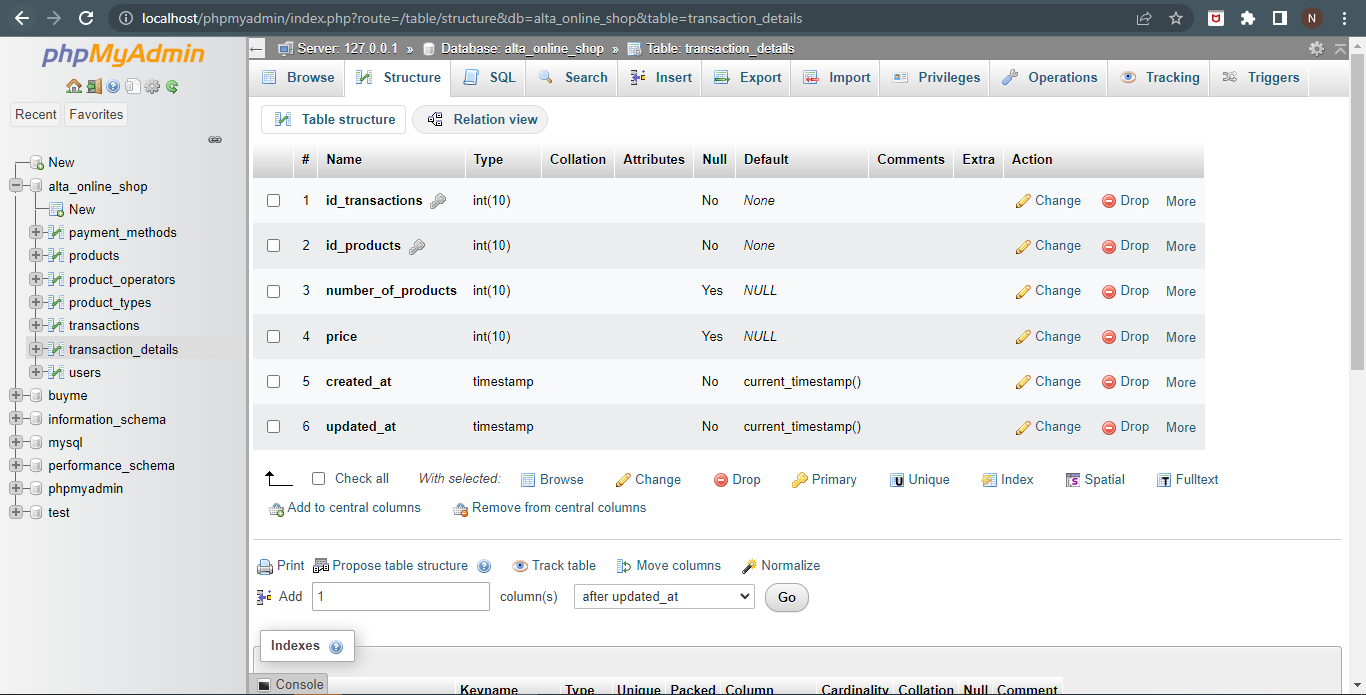 localhost/phpmyadmin/index.php?route=/table/structure&db=alta_online_shop&table=transaction_details
N
phpMyAdmin
Recent Favorites
New
alta_online_shop
New
payment_methods
products
product_operators
product_types
transactions
transaction_details
users
buyme
information_schema
mysql
performance_schema
phpmyadmin
test
Server: 127.0.0.1 » Database: alta_online_shop » Table: transaction_details
Browse Structure SQL Search Insert Export Import Privileges Operations Tracking Triggers
Table structure Relation view
# Name Type Collation Attributes Null Default Comments Extra Action
1 id_transactions int(10) No None Change Drop More
2 id_products int(10) No None Change Drop More
3 number_of_products int(10) Yes NULL Change Drop More
4 price int(10) Yes NULL Change Drop More
5 created_at timestamp No current_timestamp() Change Drop More
6 updated_at timestamp No current_timestamp() Change Drop More
Check all With selected: Browse Change Drop Primary Unique Index Spatial Fulltext
Add to central columns Remove from central columns
Print Propose table structure Track table Move columns Normalize
Add 1 column(s) after updated_at Go
Indexes
Console
Keyname Type Unique Packed Column Cardinality Collation Null Comment